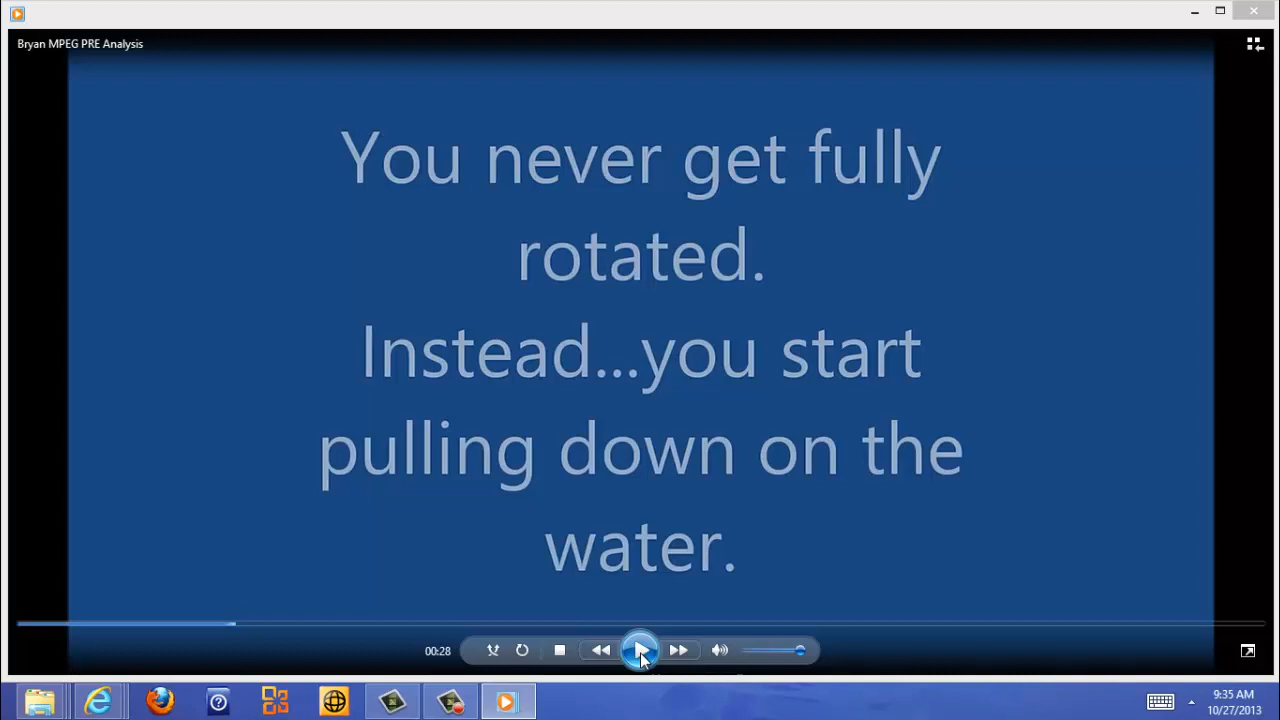 Bryan MPEG PRE Analysis
You never get fully
rotated.
Instead...you start
pulling down on the
water.
00:28
9:35 AM
10/27/2013